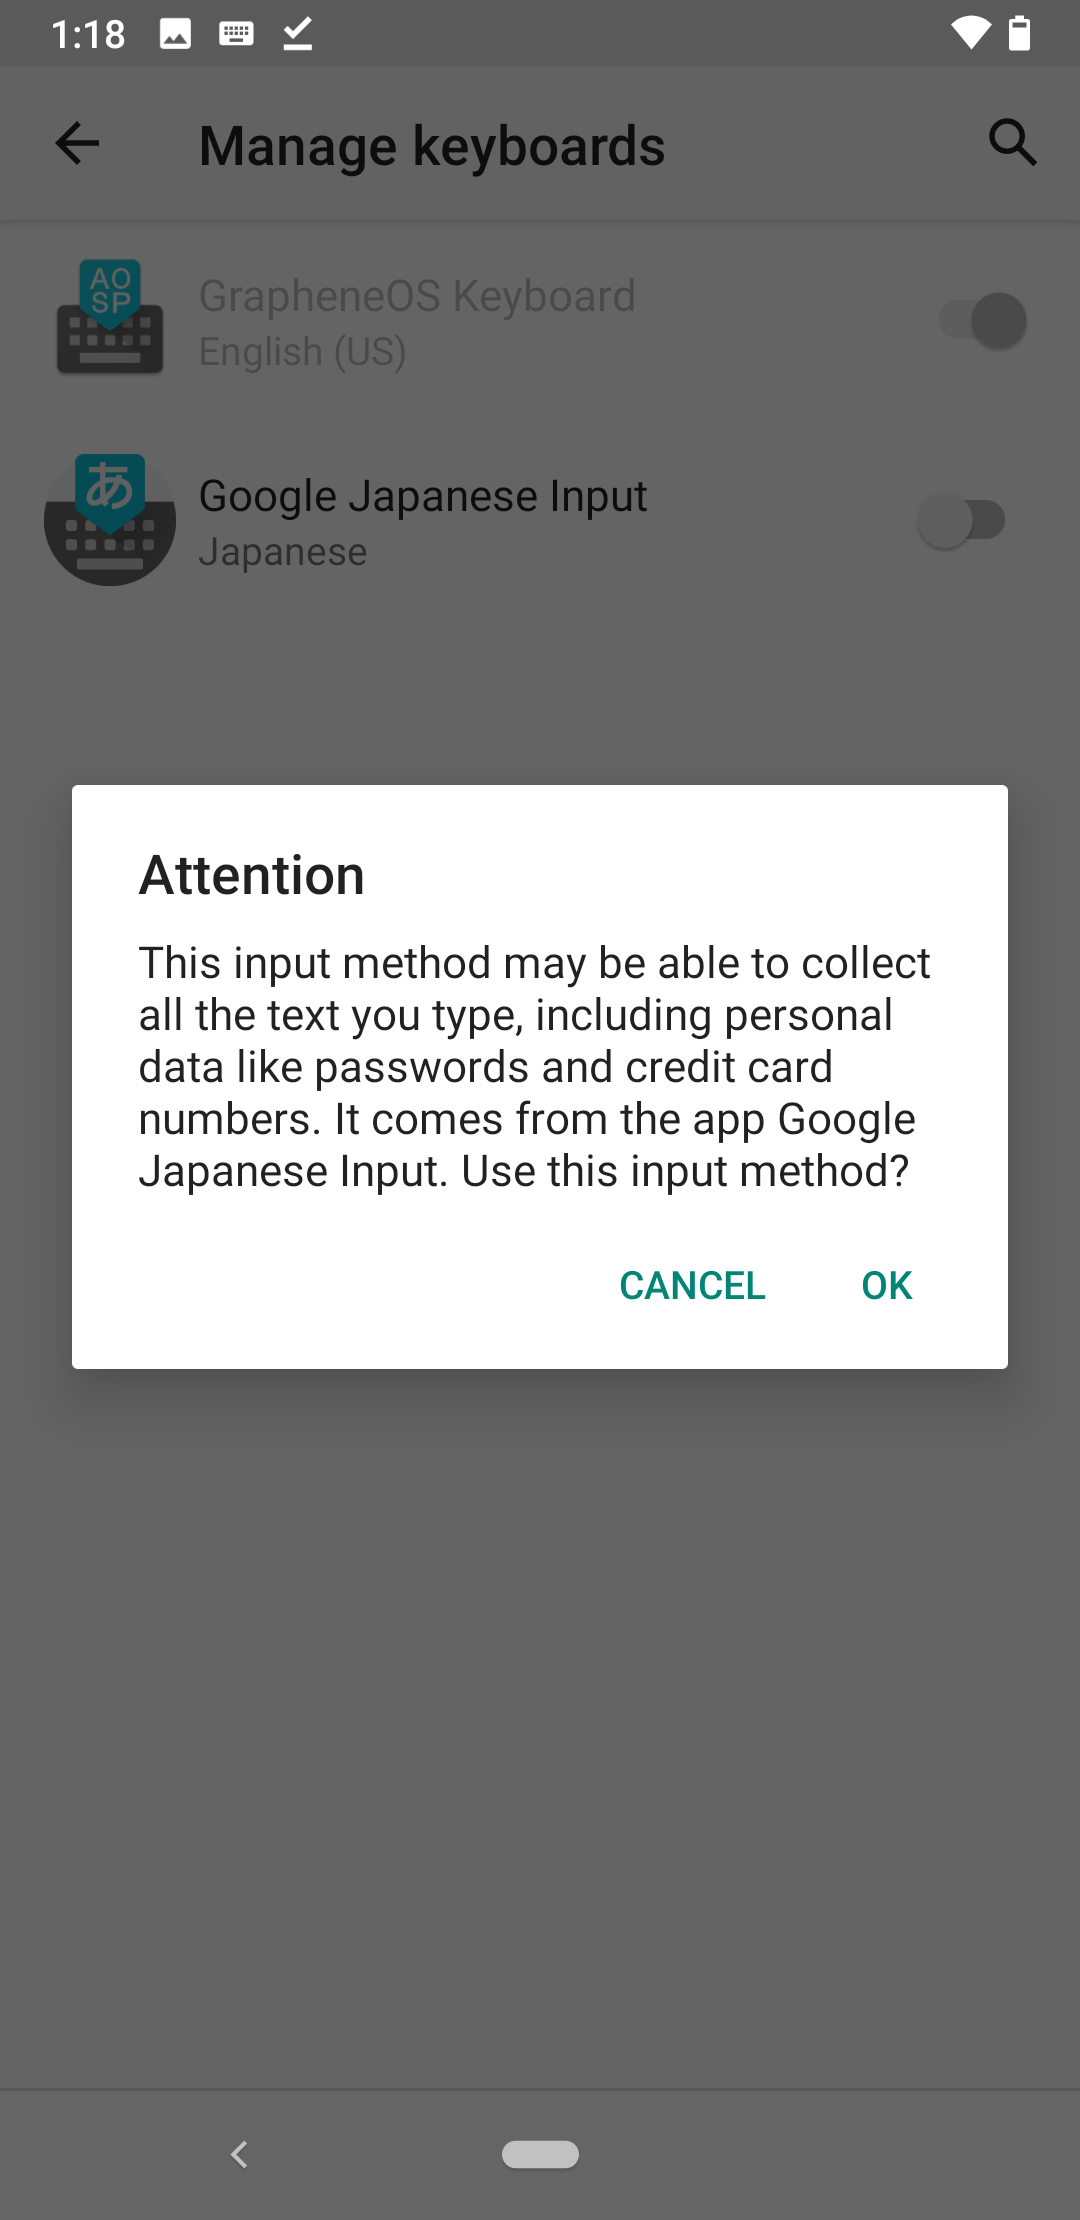 1:18
Manage keyboards
AO
SP
GrapheneOS Keyboard
English (US)
あ
Google Japanese Input
Japanese
Attention
This input method may be able to collect
all the text you type, including personal
data like passwords and credit card
numbers. It comes from the app Google
Japanese Input. Use this input method?
CANCEL OK